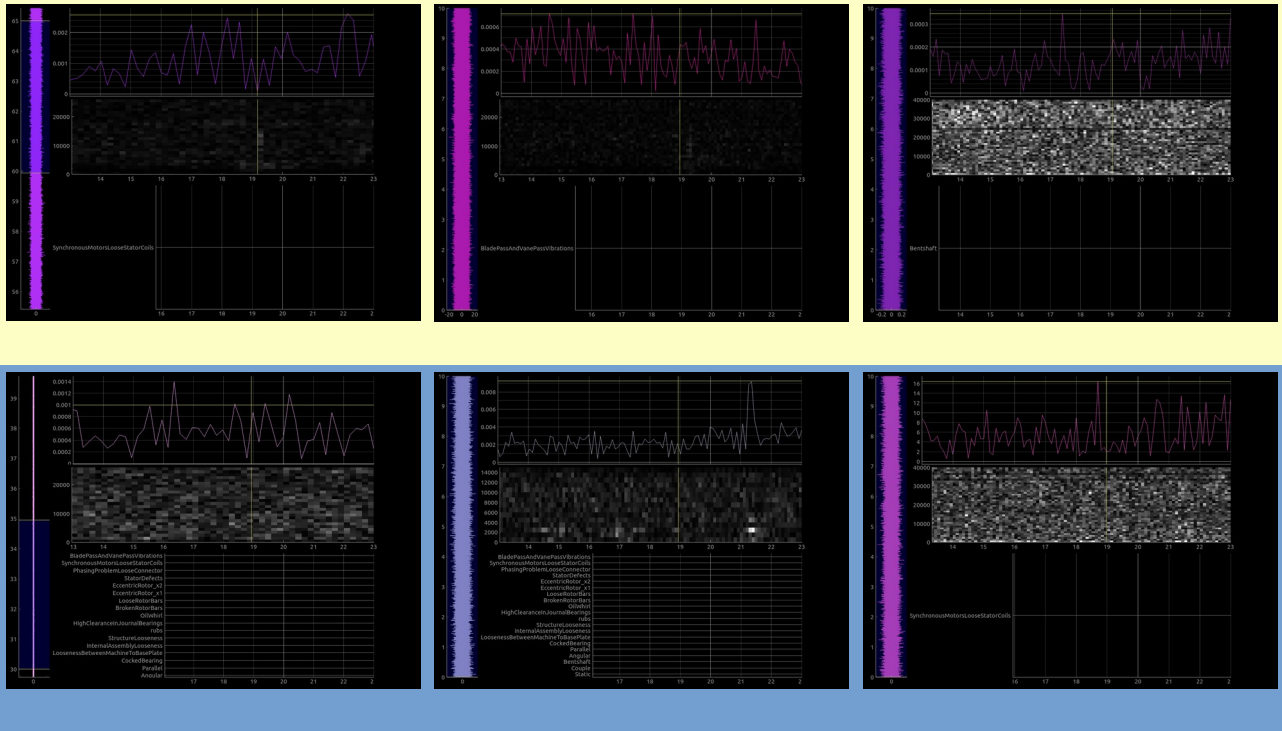 65
64
63
62
61
60
59
58
57
56
0
0.002
0.001
0
20000
10000
0
14 15 16 17 18 19 20 21 22 23
SynchronousMotorsLooseStatorCoils
16 17 18 19 20 21 22 2
10
9
8
7
6
5
4
3
2
1
0
-20 0 20
0.0006
0.0004
0.0002
0
20000
10000
0
13 14 15 16 17 18 19 20 21 22 23
BladePassAndVanePassVibrations
16 17 18 19 20 21 22 2
10
9
8
7
6
5
4
3
2
1
0
-0.2 0 0.2
0.0003
0.0002
0.0001
0
40000
30000
20000
10000
0
14 15 16 17 18 19 20 21 22 23
Bentshaft
14 15 16 17 18 19 20 21 22 2
39
38
37
36
35
34
33
32
31
30
0
0.0014
0.0012
0.001
0.0008
0.0006
0.0004
0.0002
0
20000
10000
0
13 14 15 16 17 18 19 20 21 22 23
BladePassAndVanePassVibrations
SynchronousMotorsLooseStatorCoils
PhasingProblemLooseConnector
StatorDefects
EccentricRotor_x2
EccentricRotor_x1
LooseRotorBars
BrokenRotorBars
OilWhirl
HighClearanceInJournalBearings
rubs
StructureLooseness
InternalAssemblyLooseness
LoosenessBetweenMachineToBasePlate
CockedBearing
Parallel
Angular
17 18 19 20 21 22 2
10
9
8
7
6
5
4
3
2
1
0
0
0.008
0.006
0.004
0.002
0
14000
12000
10000
8000
6000
4000
2000
0
14 15 16 17 18 19 20 21 22 23
BladePassAndVanePassVibrations
SynchronousMotorsLooseStatorCoils
PhasingProblemLooseConnector
StatorDefects
EccentricRotor_x2
EccentricRotor_x1
LooseRotorBars
BrokenRotorBars
OilWhirl
HighClearanceInJournalBearings
rubs
StructureLooseness
InternalAssemblyLooseness
LoosenessBetweenMachineToBasePlate
CockedBearing
Parallel
Angular
Bentshaft
Couple
Static
17 18 19 20 21 22 2
10
9
8
7
6
5
4
3
2
1
0
0
16
14
12
10
8
6
4
2
0
40000
30000
20000
10000
0
14 15 16 17 18 19 20 21 22 23
SynchronousMotorsLooseStatorCoils
16 17 18 19 20 21 22 2